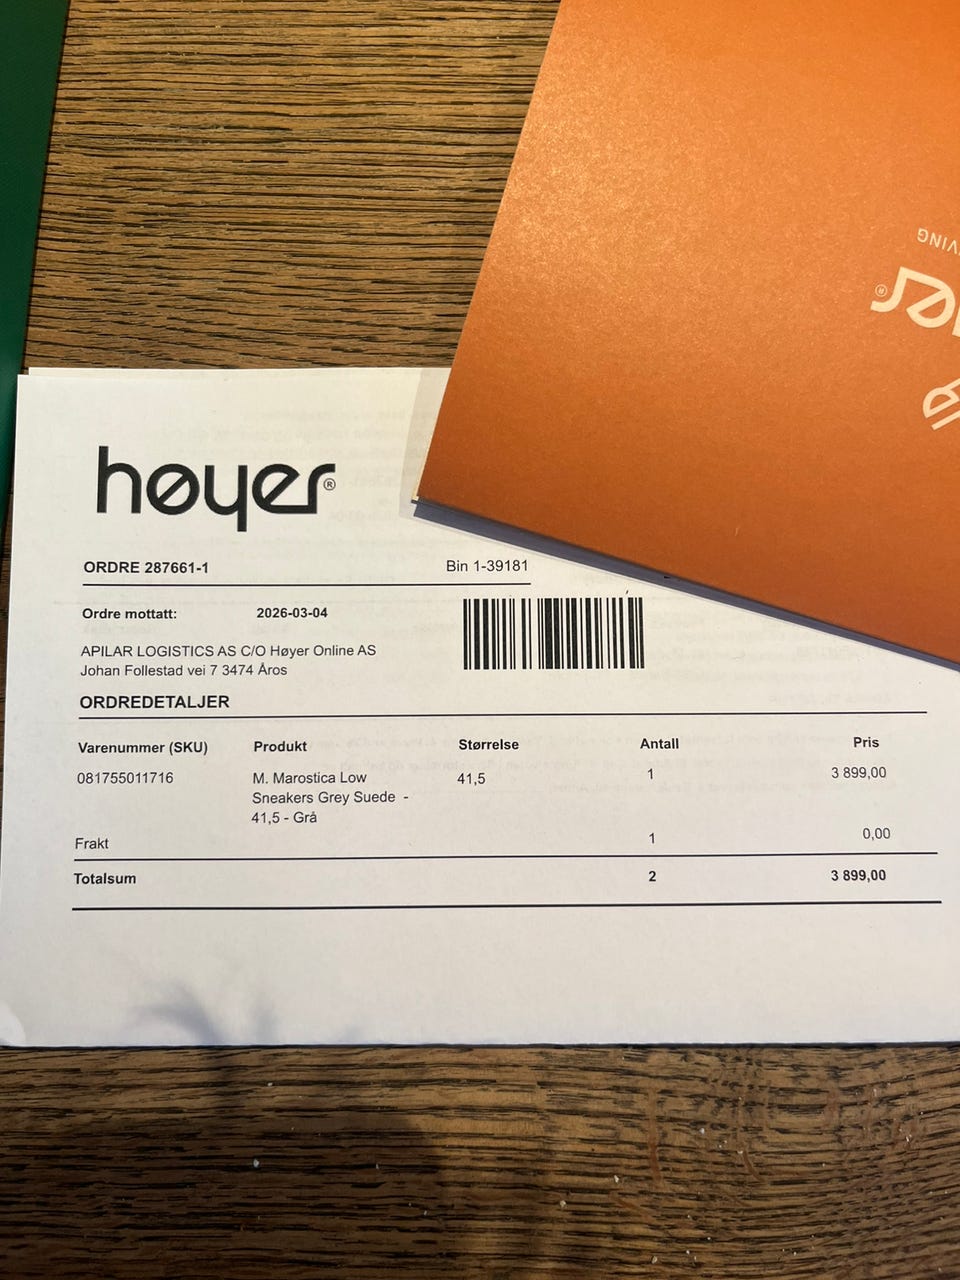 VING
er®
høyer®
ORDRE 287661-1 Bin 1-39181
Ordre mottatt: 2026-03-04
APILAR LOGISTICS AS C/O Høyer Online AS
Johan Follestad vei 7 3474 Åros
ORDREDETALJER
Varenummer (SKU) Produkt Størrelse Antall Pris
081755011716 M. Marostica Low 41,5 1 3 899,00
Sneakers Grey Suede -
41,5 - Grå
Frakt 1 0,00
Totalsum 2 3 899,00